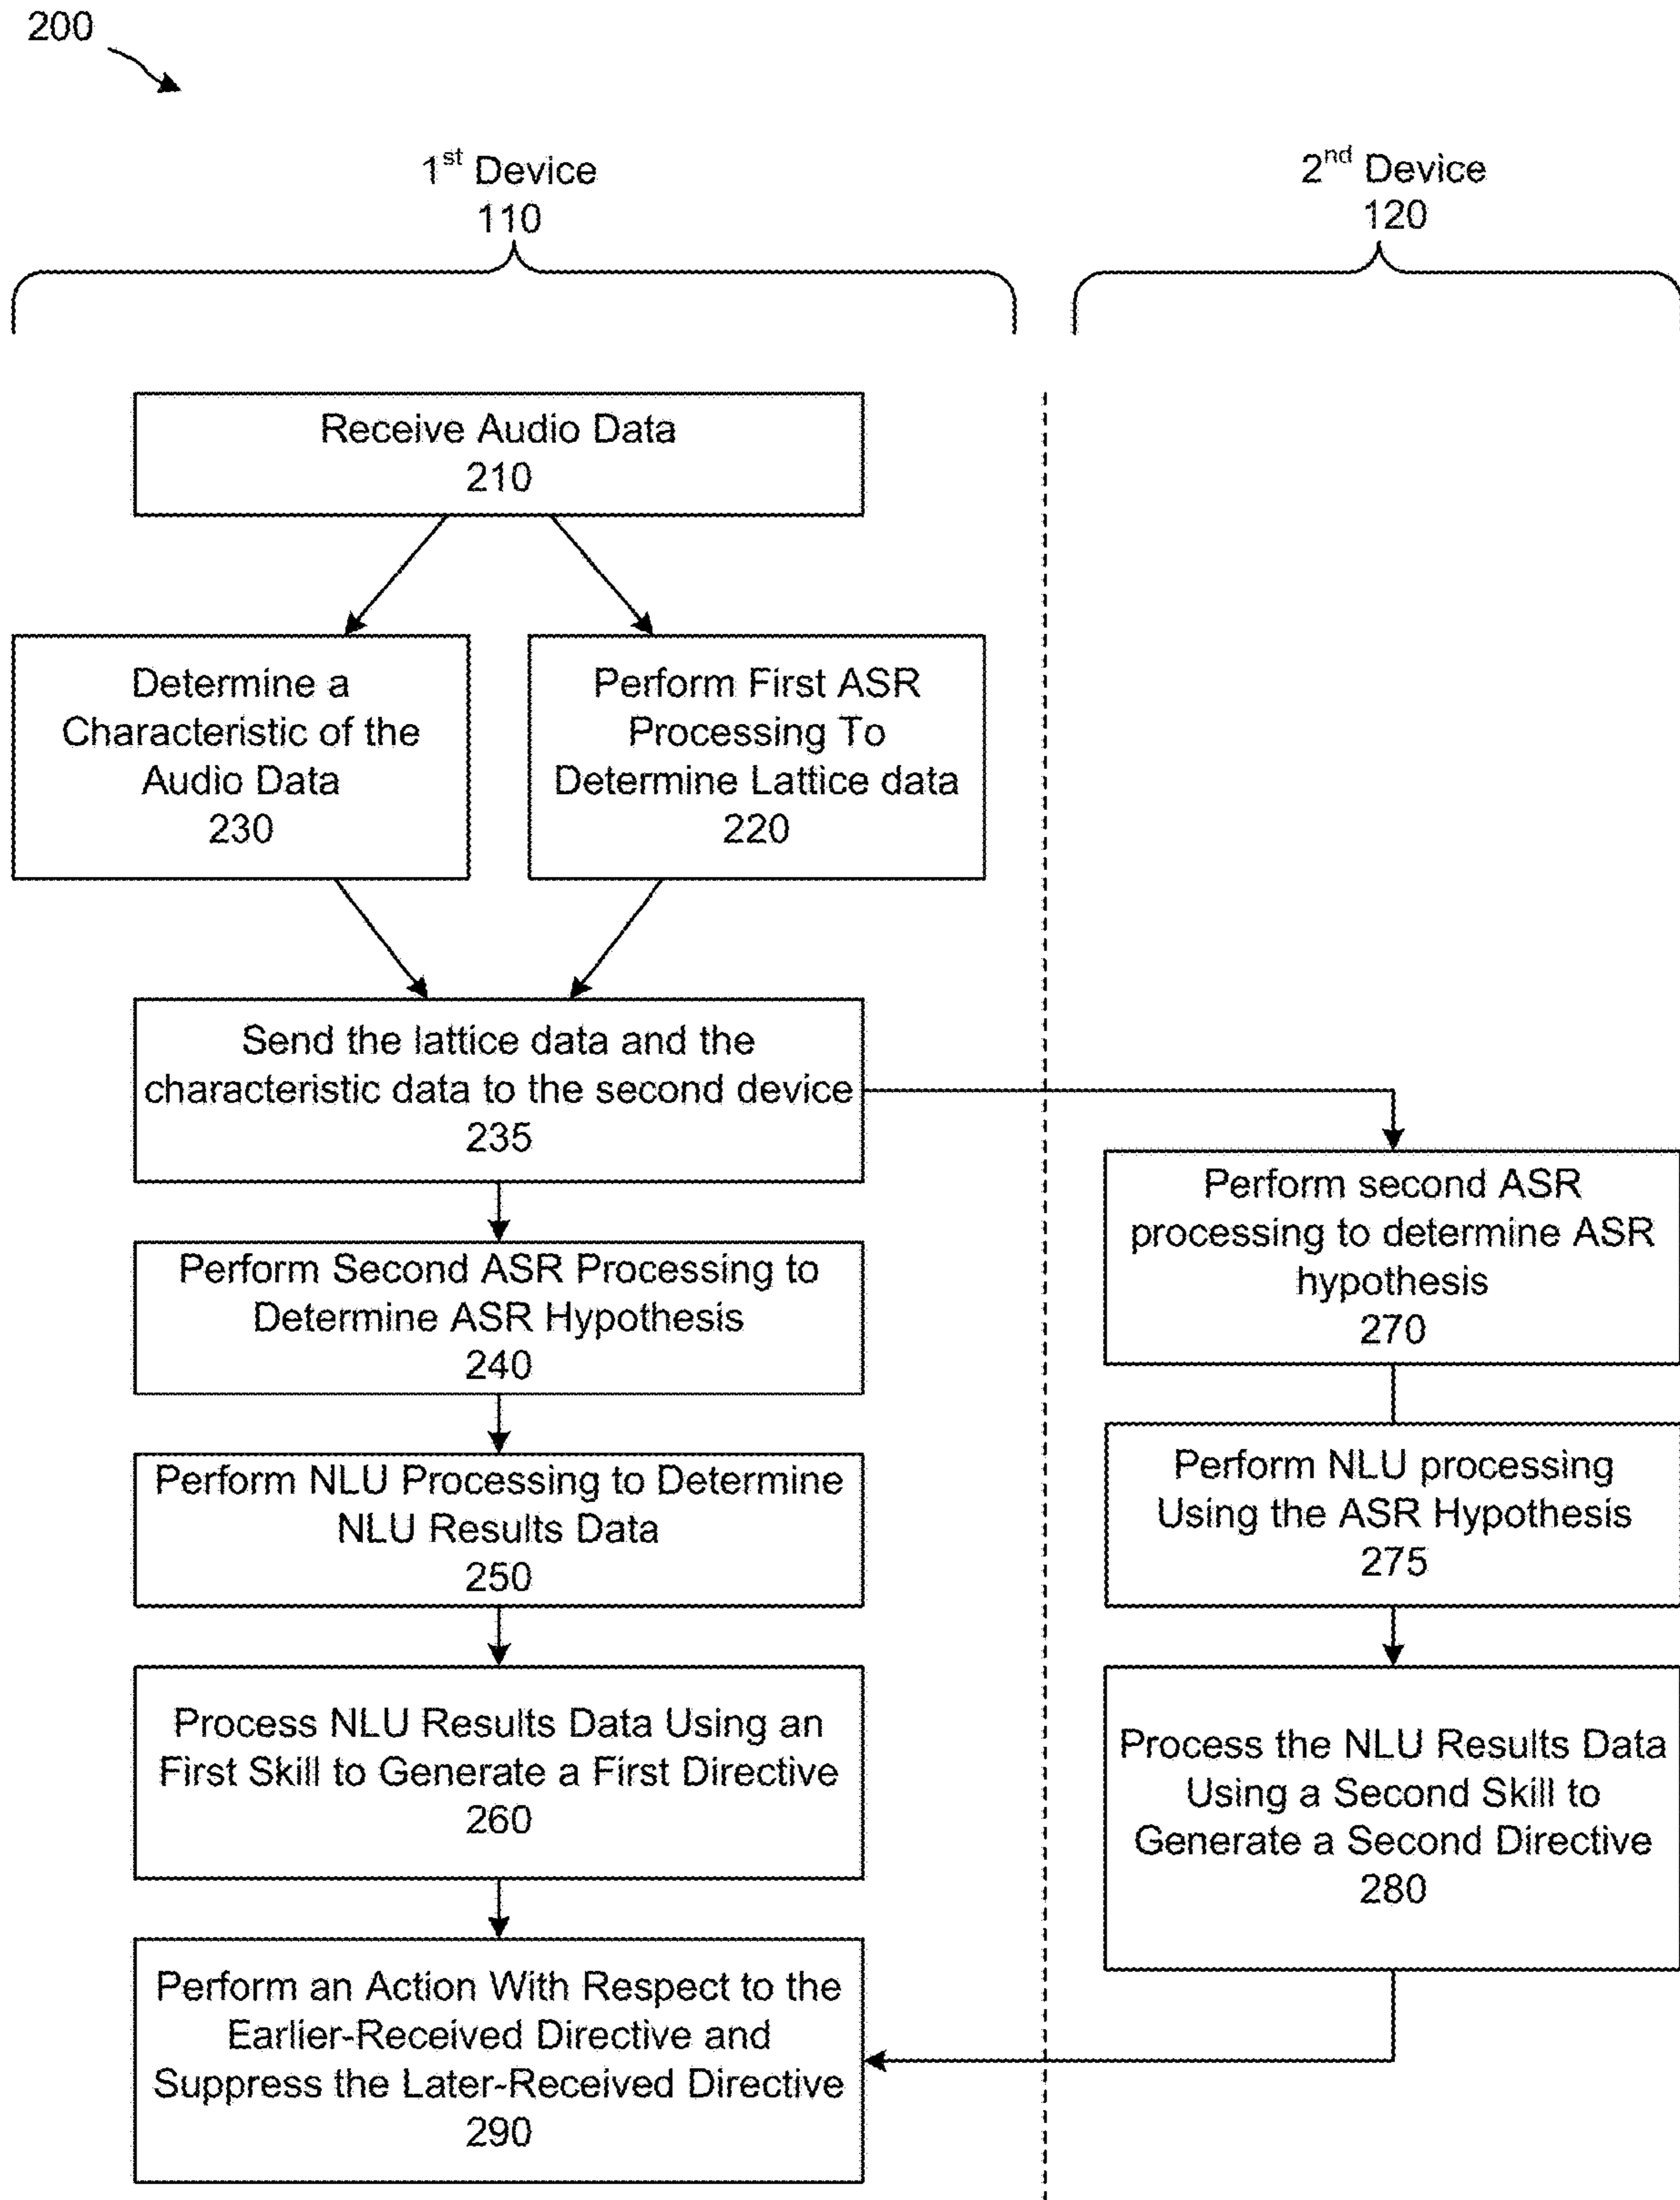 200
1st Device
110
2nd Device
120
Receive Audio Data
210
Determine a
Characteristic of the
Audio Data
230
Perform First ASR
Processing To
Determine Lattice data
220
Send the lattice data and the
characteristic data to the second device
235
Perform Second ASR Processing to
Determine ASR Hypothesis
240
Perform NLU Processing to Determine
NLU Results Data
250
Process NLU Results Data Using an
First Skill to Generate a First Directive
260
Perform an Action With Respect to the
Earlier-Received Directive and
Suppress the Later-Received Directive
290
Perform second ASR
processing to determine ASR
hypothesis
270
Perform NLU processing
Using the ASR Hypothesis
275
Process the NLU Results Data
Using a Second Skill to
Generate a Second Directive
280